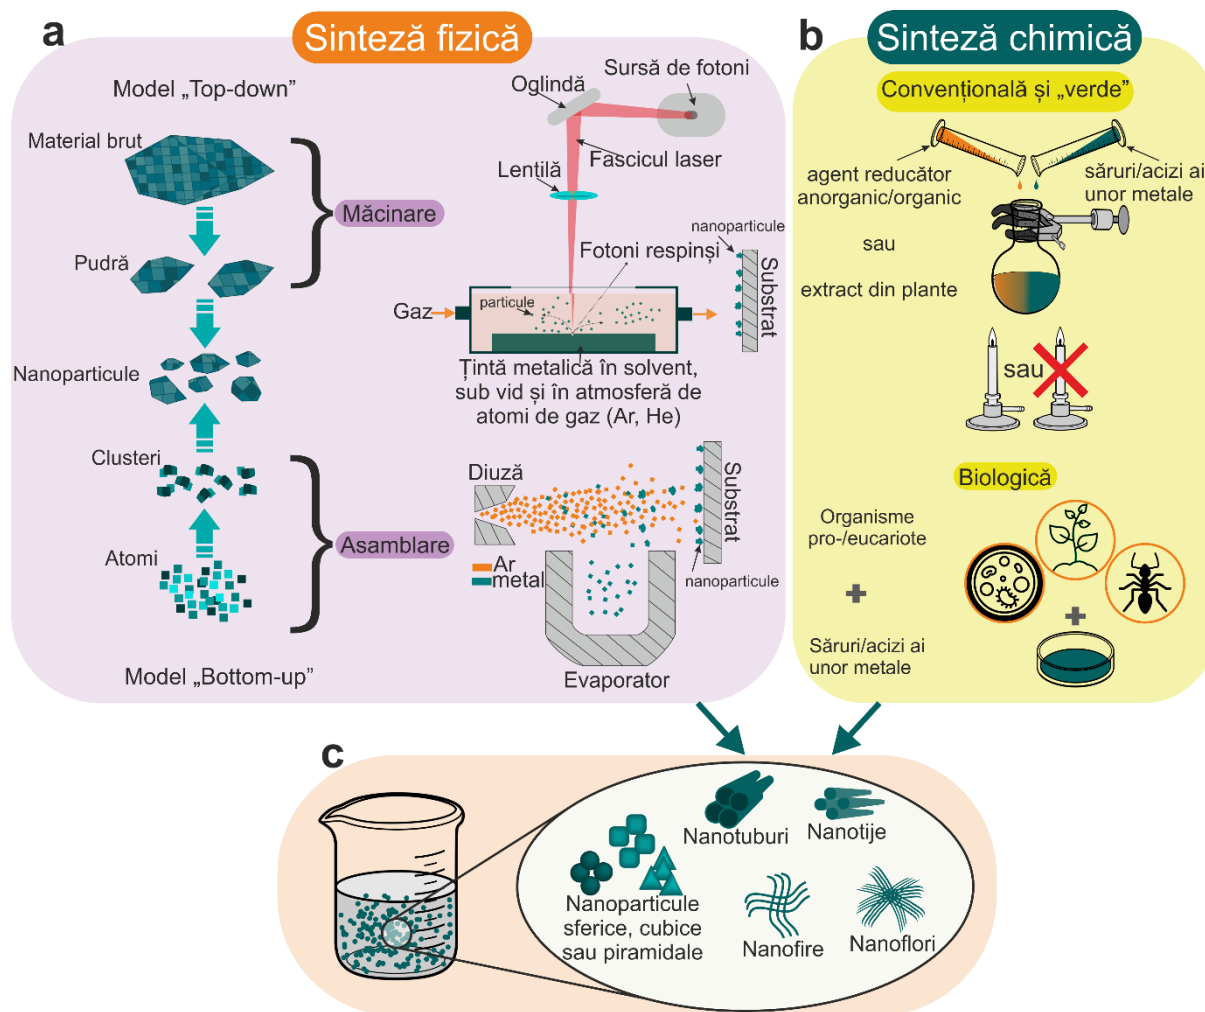 a
Sinteză fizică
Model „Top-down”
Material brut
Măcinare
Pudră
Nanoparticule
Clusteri
Asamblare
Atomi
Model „Bottom-up”
Sursă de fotoni
Oglindă
Fascicul laser
Lentilă
nanoparticule
Fotoni respinși
Substrat
particule
Gaz
Țintă metalică în solvent,
sub vid și în atmosferă de
atomi de gaz (Ar, He)
Diuză
Substrat
Ar
metal
nanoparticule
Evaporator
b
Sinteză chimică
Convențională și „verde”
agent reducător
anorganic/organic
săruri/acizi ai
unor metale
sau
extract din plante
sau
Biologică
Organisme
pro-/eucariote
+
+
Săruri/acizi ai
unor metale
c
Nanotuburi
Nanotije
Nanoparticule
sferice, cubice
sau piramidale
Nanofire
Nanoflori